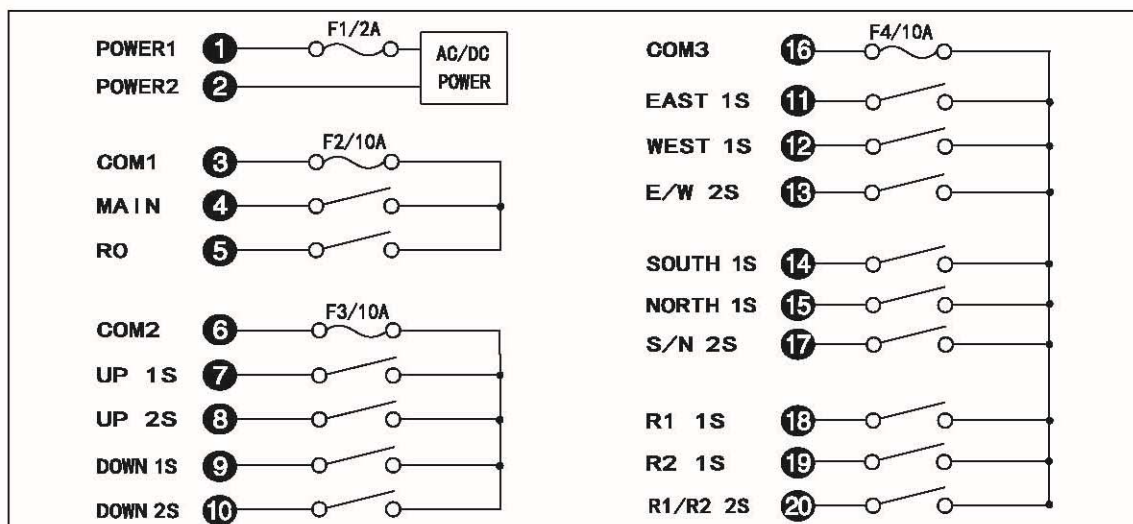 POWER1 1 F1/2A AC/DC
POWER2 2 POWER
COM1 3 F2/10A
MAIN 4
RO 5
COM2 6 F3/10A
UP 1S 7
UP 2S 8
DOWN 1S 9
DOWN 2S 10
COM3 16 F4/10A
EAST 1S 11
WEST 1S 12
E/W 2S 13
SOUTH 1S 14
NORTH 1S 15
S/N 2S 17
R1 1S 18
R2 1S 19
R1/R2 2S 20